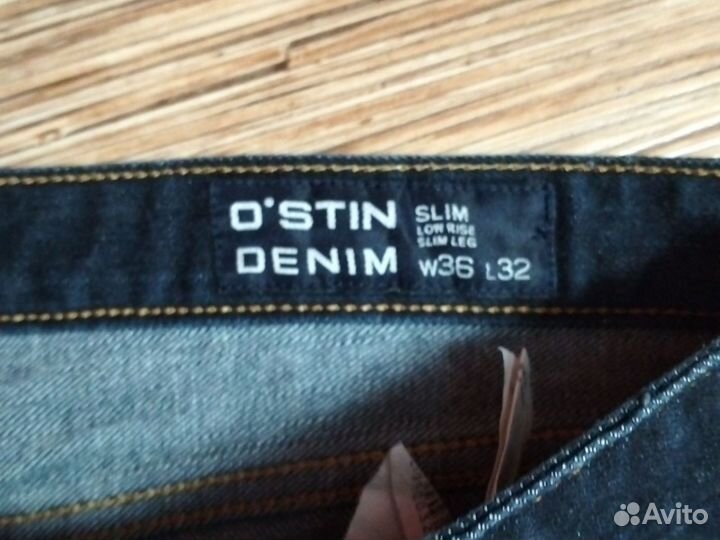 O'STIN
DENIM
SLIM
LOW RISE
SLIM LEG
W36 L32
Avito